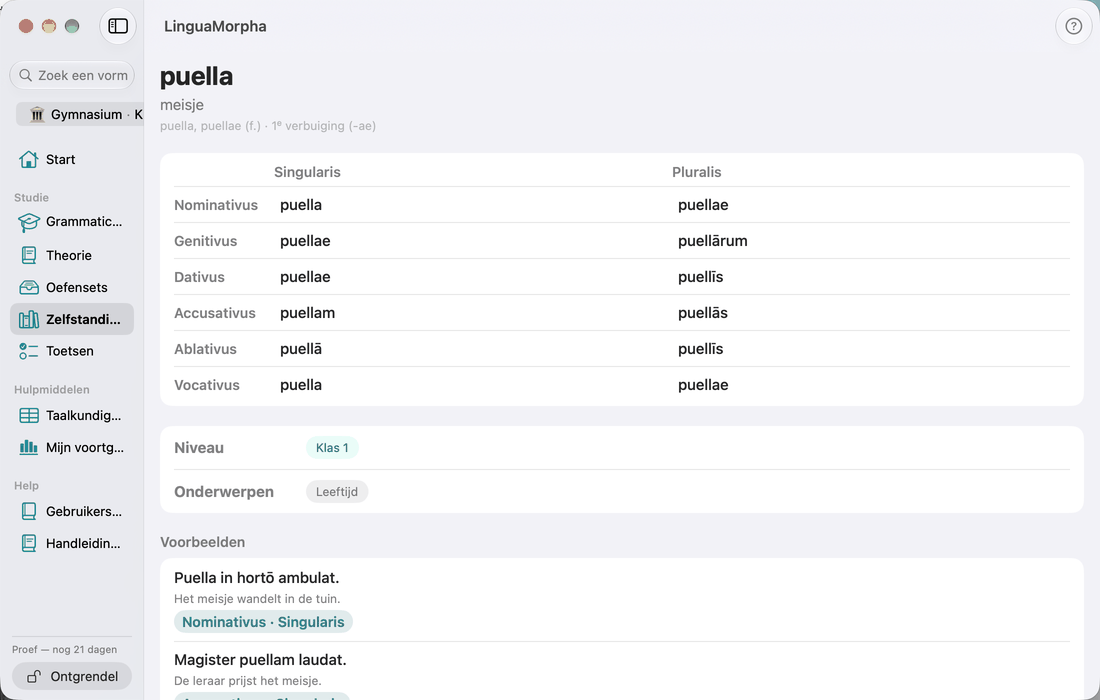 LinguaMorpha
Zoek een vorm
Gymnasium · K
Start
Studie
Grammatic...
Theorie
Oefensets
Zelfstandi...
Toetsen
Hulpmiddelen
Taalkundig...
Mijn voortg...
Help
Gebruikers...
Handleidin...
Proef — nog 21 dagen
Ontgrendel
puella
meisje
puella, puellae (f.) · 1ᵉ verbuiging (-ae)
Singularis Pluralis
Nominativus puella puellae
Genitivus puellae puellārum
Dativus puellae puellīs
Accusativus puellam puellās
Ablativus puellā puellīs
Vocativus puella puellae
Niveau Klas 1
Onderwerpen Leeftijd
Voorbeelden
Puella in hortō ambulat.
Het meisje wandelt in de tuin.
Nominativus · Singularis
Magister puellam laudat.
De leraar prijst het meisje.